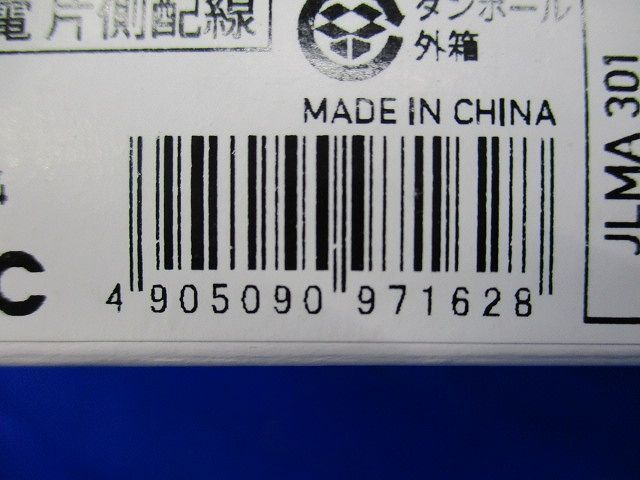 電 片側配線
ダンボール
外箱
MADE IN CHINA
4 905090 971628
C
JLMA 301